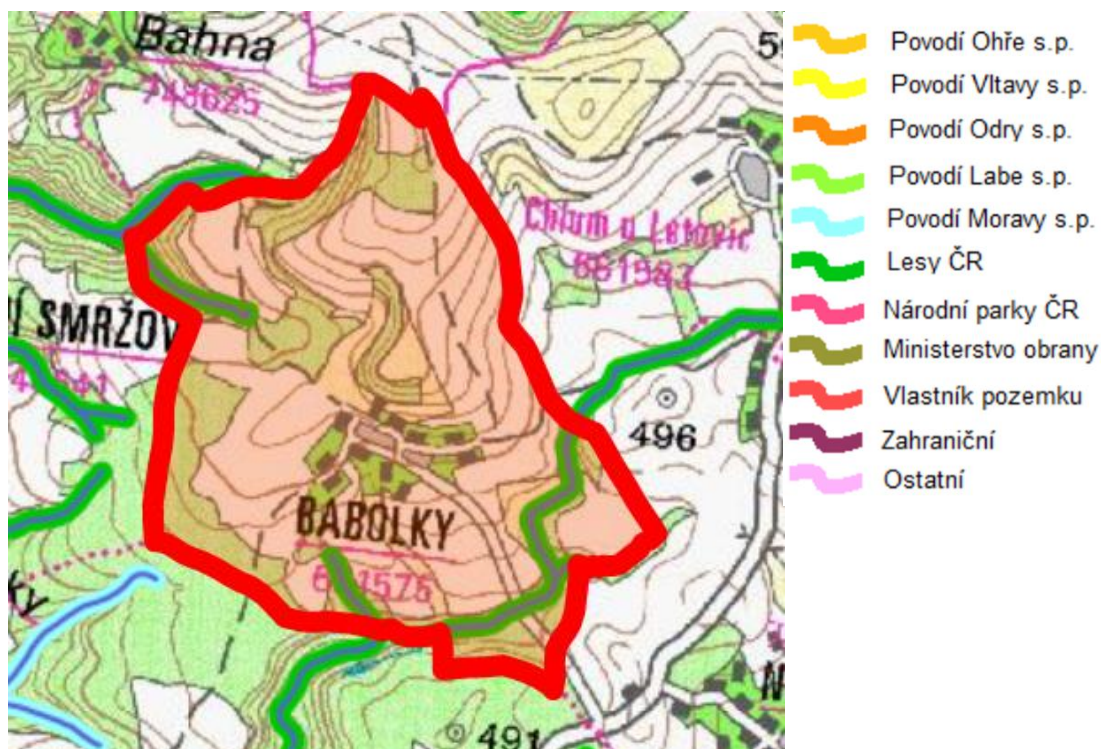 Bahna
748625
Chlum u Letovic
661583
Í SMRŽOV
496
BABOLKY
491
N
Povodí Ohře s.p.
Povodí Vltavy s.p.
Povodí Odry s.p.
Povodí Labe s.p.
Povodí Moravy s.p.
Lesy ČR
Národní parky ČR
Ministerstvo obrany
Vlastník pozemku
Zahraniční
Ostatní